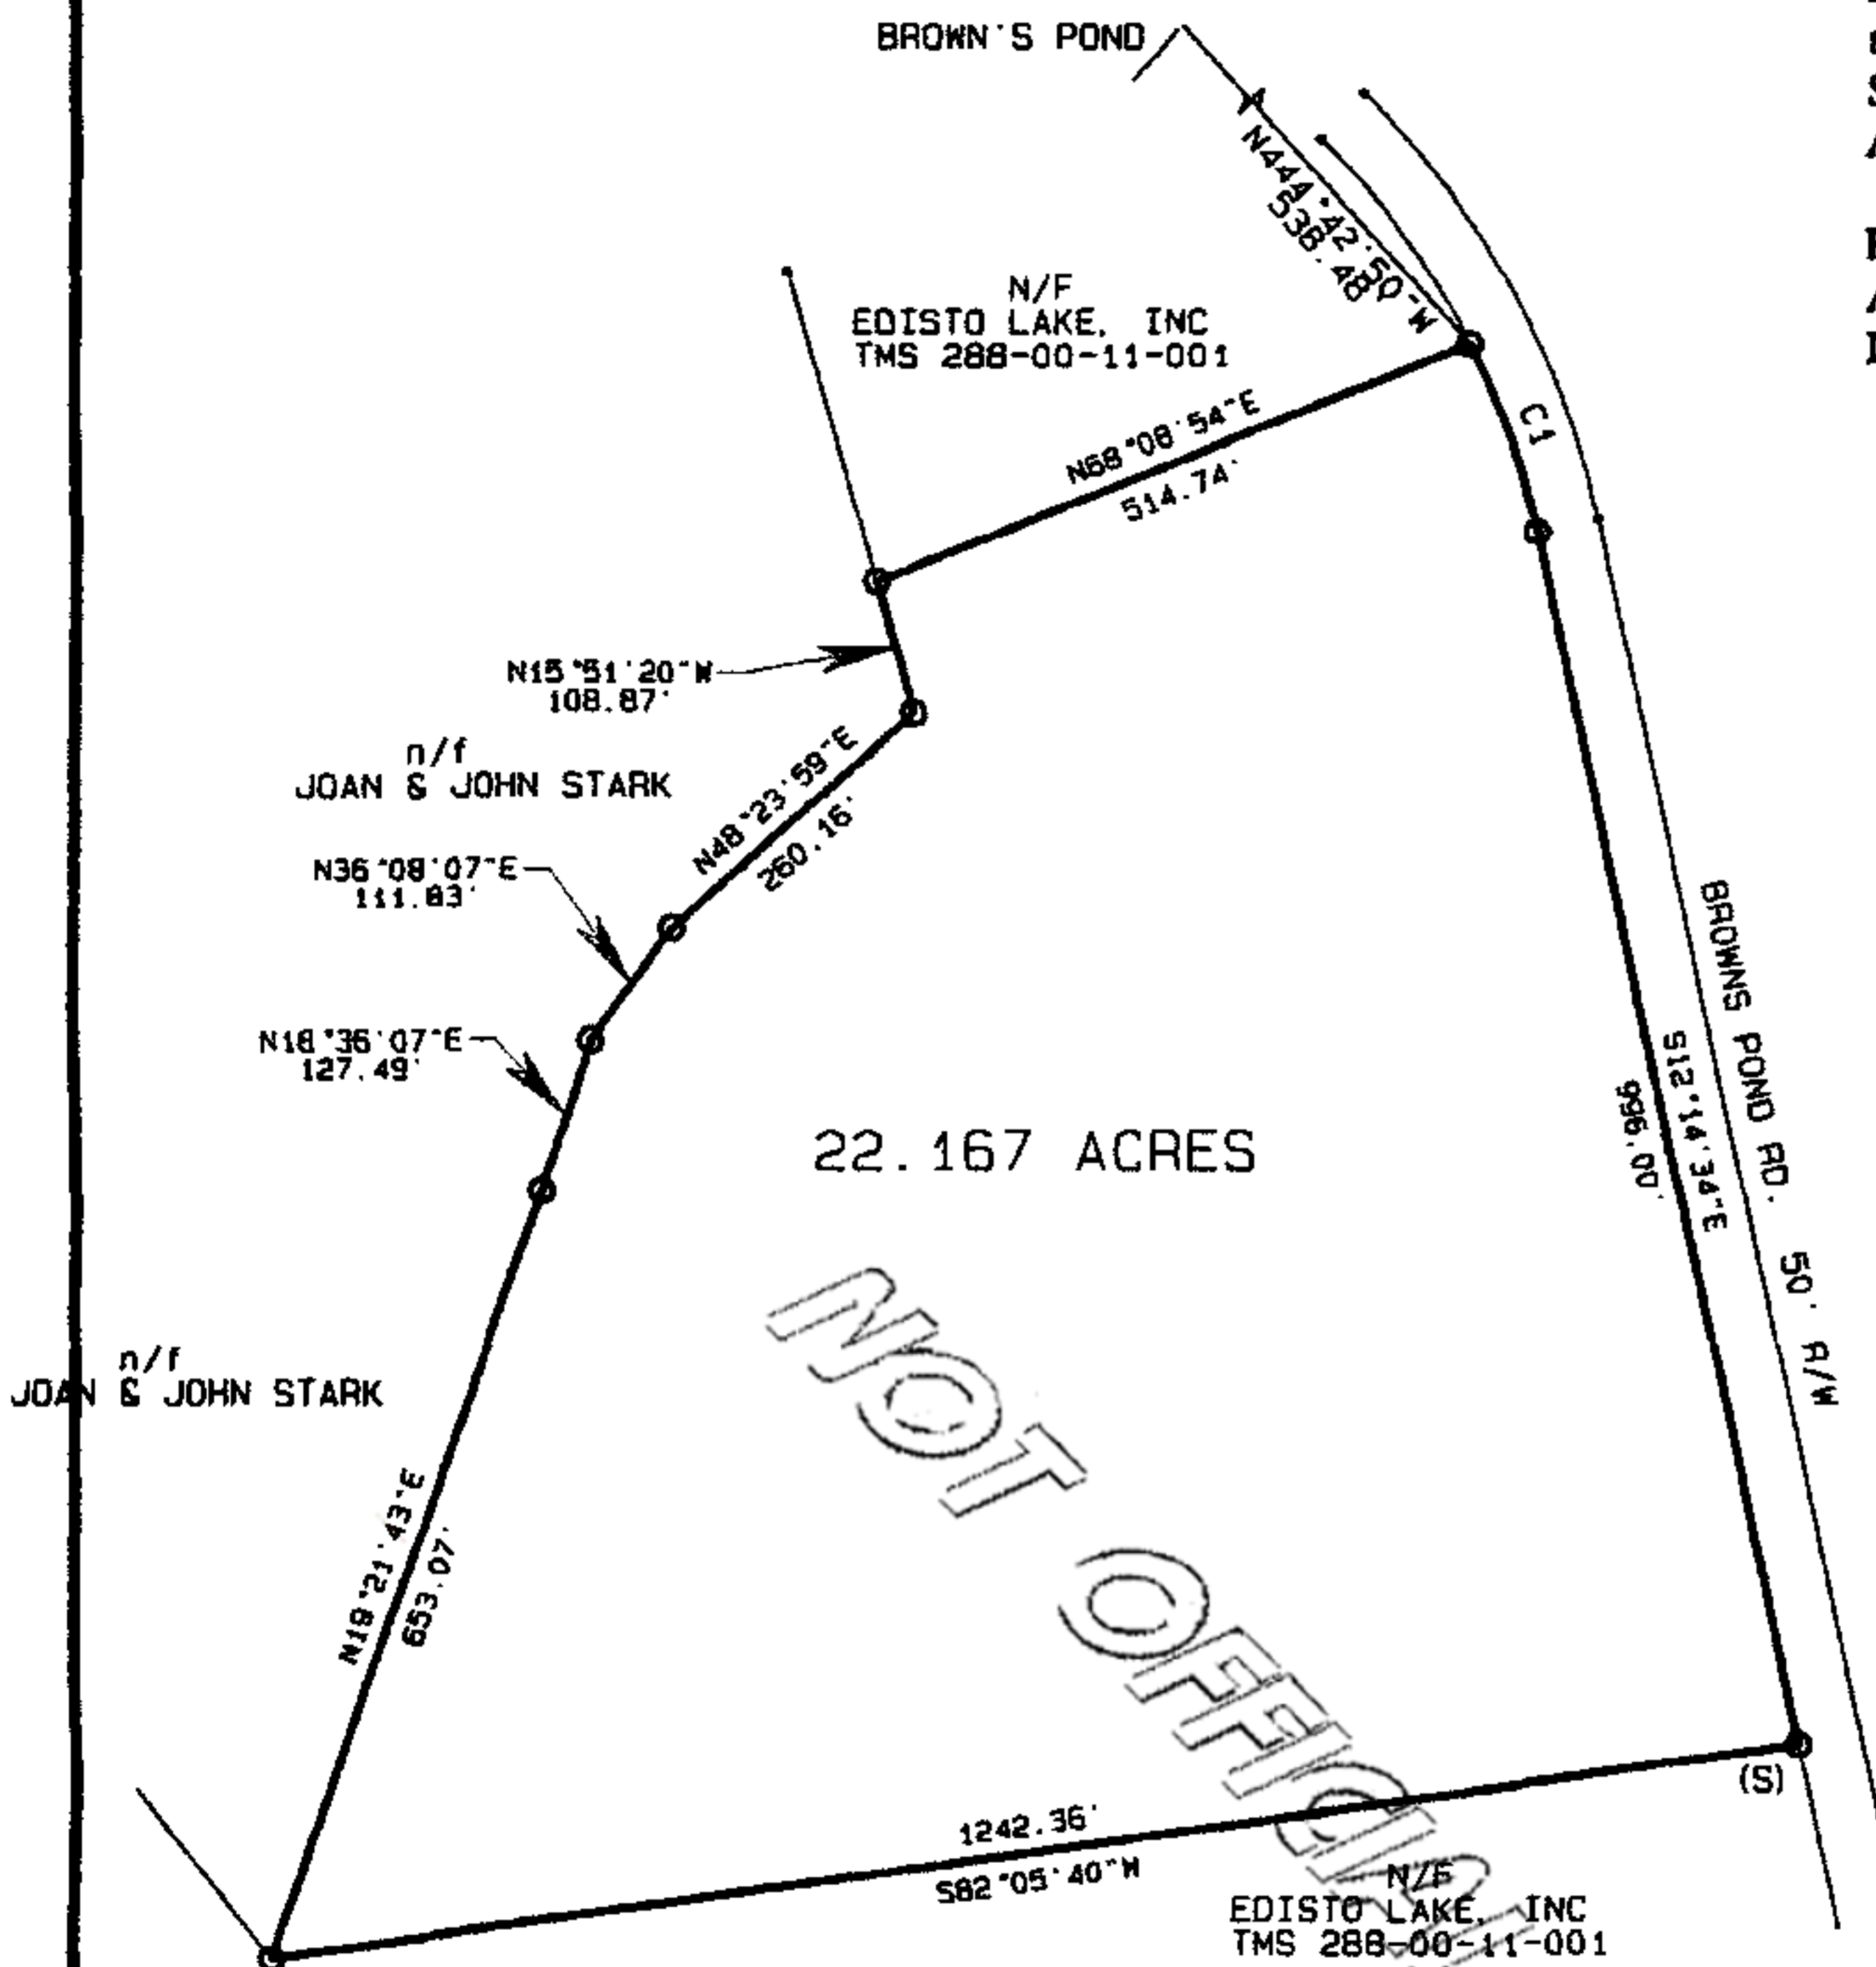 BROWN'S POND
N444°42'50"W
538.48'
N/F
EDISTO LAKE, INC
TMS 288-00-11-001
C1
N68°08'54"E
514.74'
N15°51'20"W
108.87'
n/f
JOAN & JOHN STARK
N48°23'59"E
260.16'
N36°08'07"E
111.83'
N18°36'07"E
127.49'
BROWNS POND RD. 50' R/W
S12°14'34"E
996.00'
22.167 ACRES
n/f
JOAN & JOHN STARK
N19°21'43"E
653.07'
NOT OFFICIAL
(S)
1242.36'
S82°05'40"W
N/F
EDISTO LAKE, INC
TMS 288-00-11-001